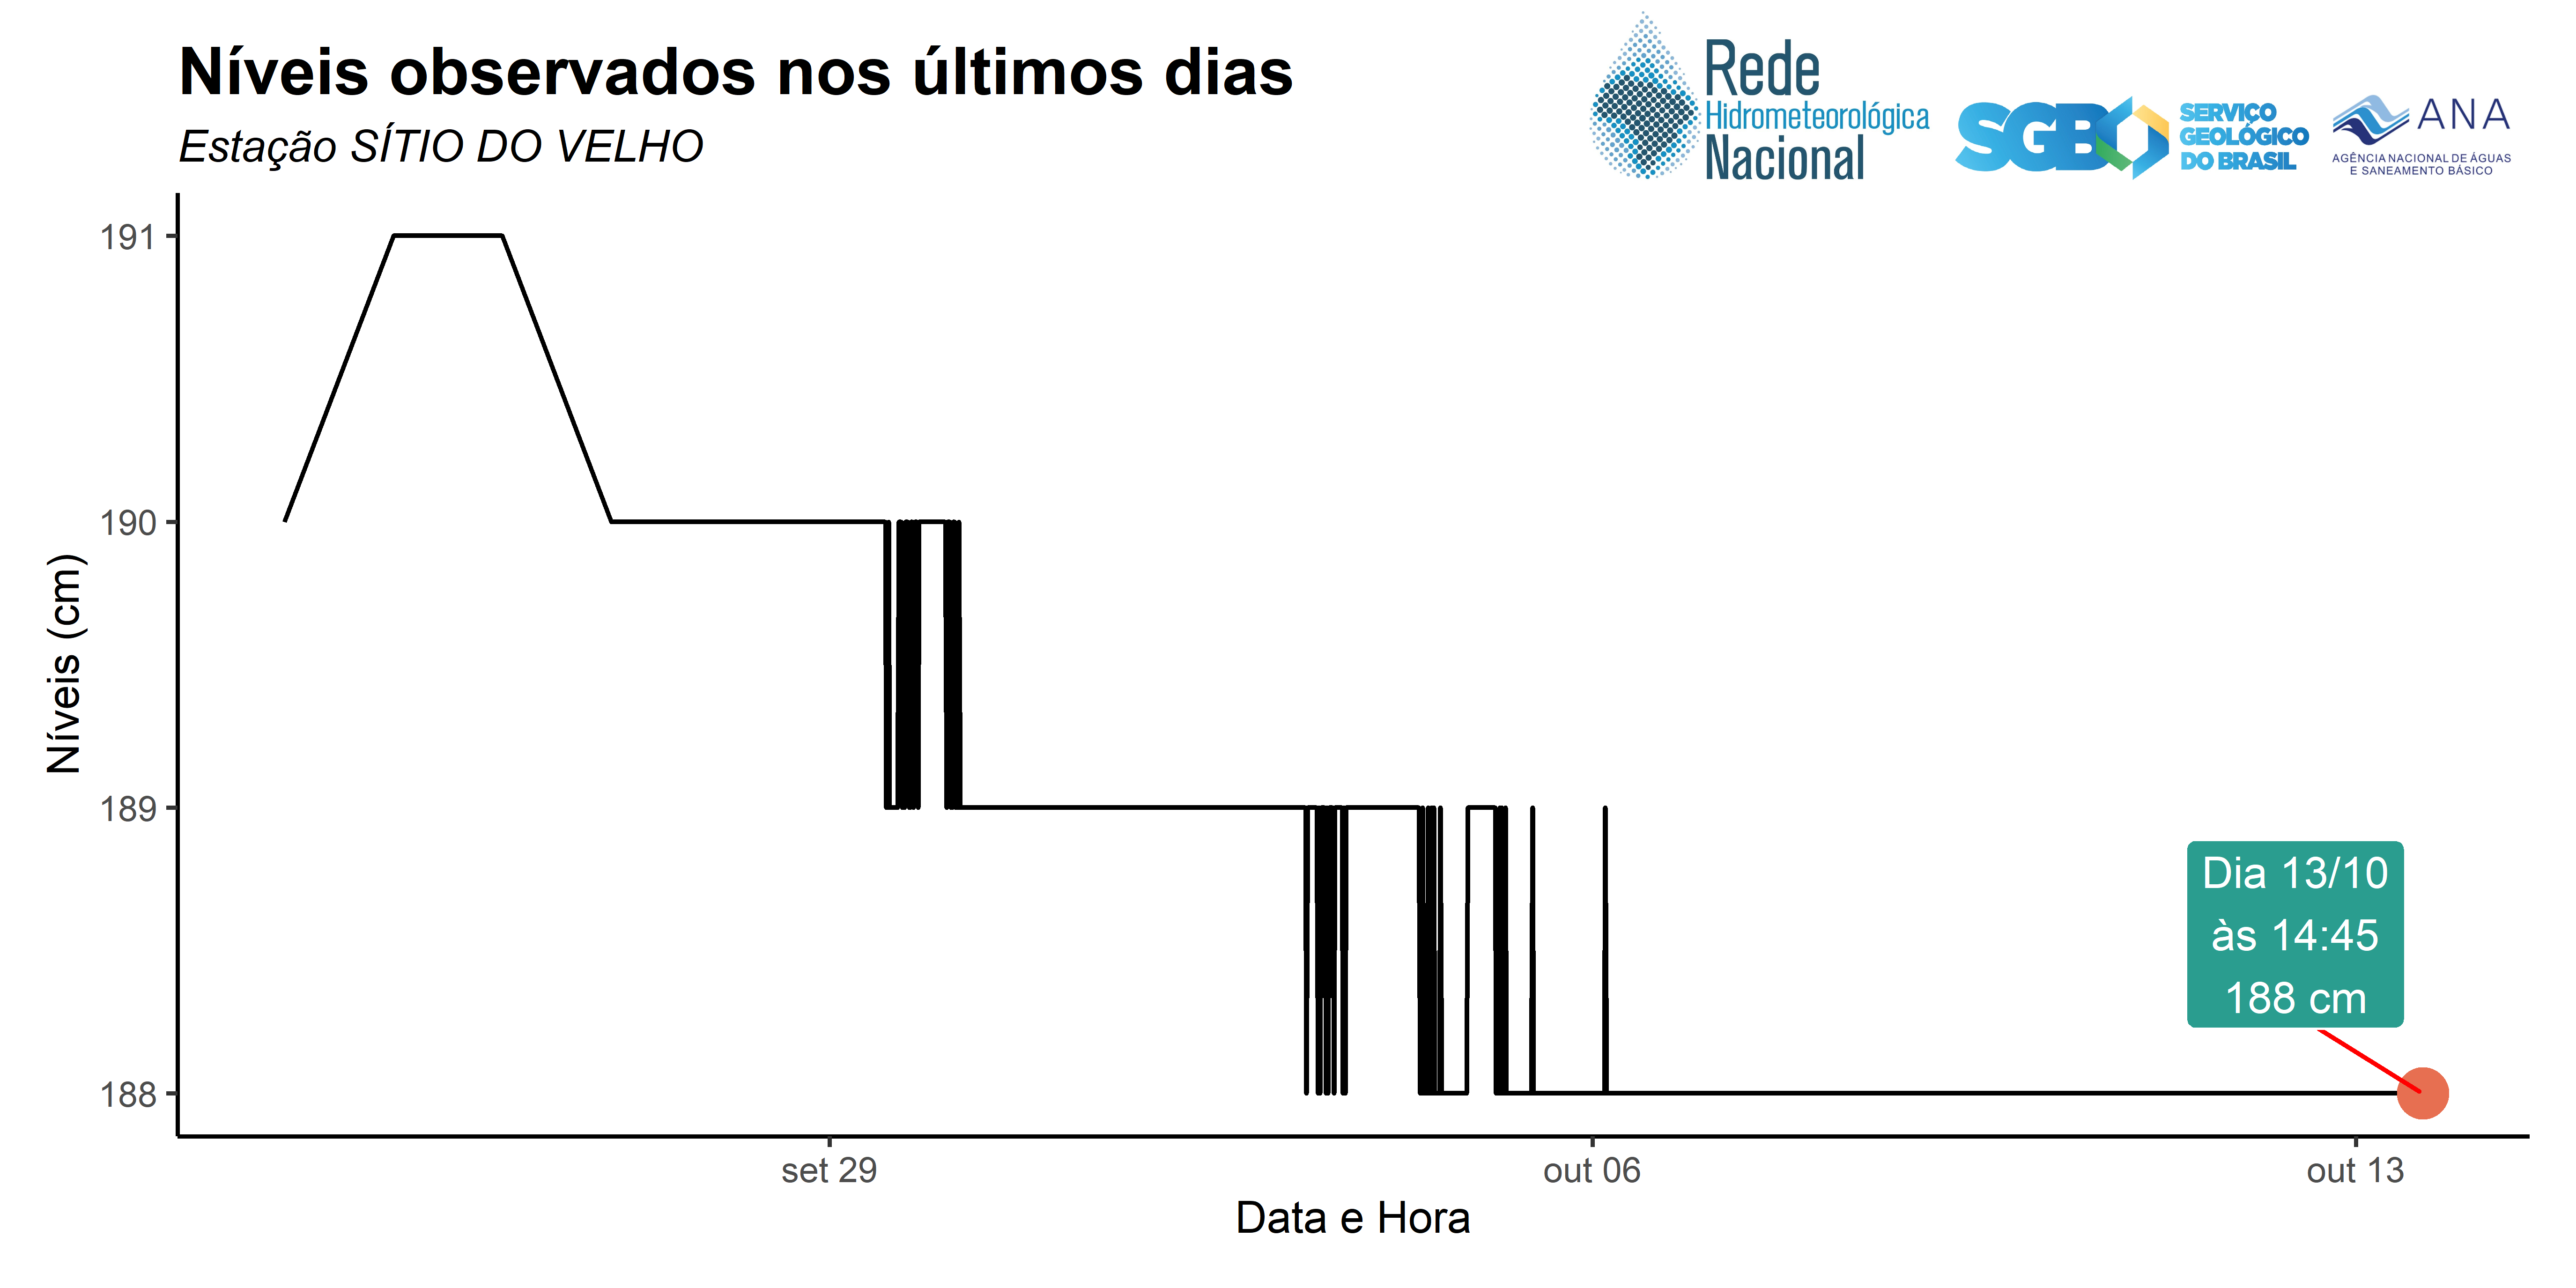 Níveis observados nos últimos dias
Estação SÍTIO DO VELHO
Rede
Hidrometeorológica
Nacional
SGB
SERVIÇO
GEOLÓGICO
DO BRASIL
ANA
AGÊNCIA NACIONAL DE ÁGUAS
E SANEAMENTO BÁSICO
Níveis (cm)
191
190
189
188
Dia 13/10
às 14:45
188 cm
set 29
out 06
out 13
Data e Hora